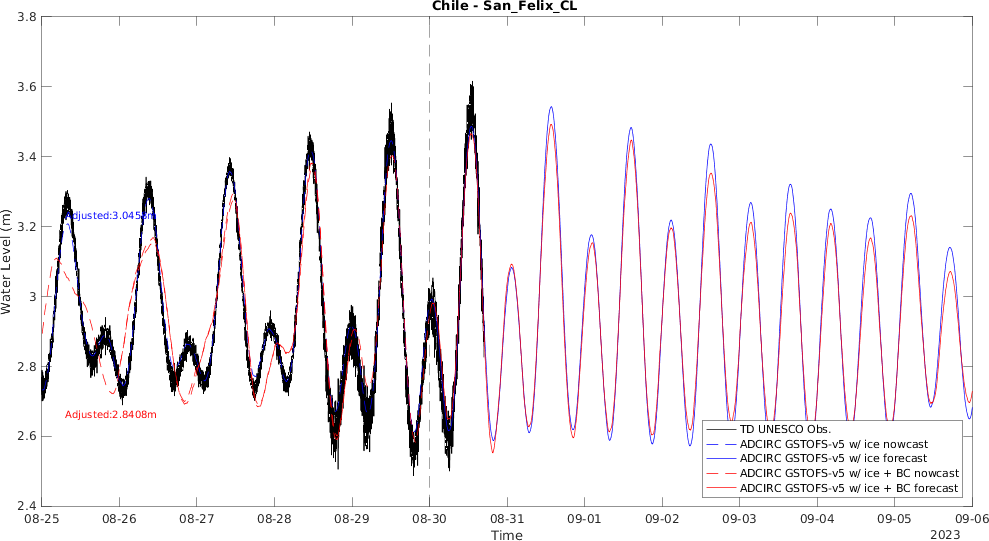 Chile - San_Felix_CL
Water Level (m)
3.8
3.6
3.4
3.2
3
2.8
2.6
2.4
Adjusted:3.0453m
Adjusted:2.8408m
TD UNESCO Obs.
ADCIRC GSTOFS-v5 w/ ice nowcast
ADCIRC GSTOFS-v5 w/ ice forecast
ADCIRC GSTOFS-v5 w/ ice + BC nowcast
ADCIRC GSTOFS-v5 w/ ice + BC forecast
08-25 08-26 08-27 08-28 08-29 08-30 08-31 09-01 09-02 09-03 09-04 09-05 09-06
Time
2023